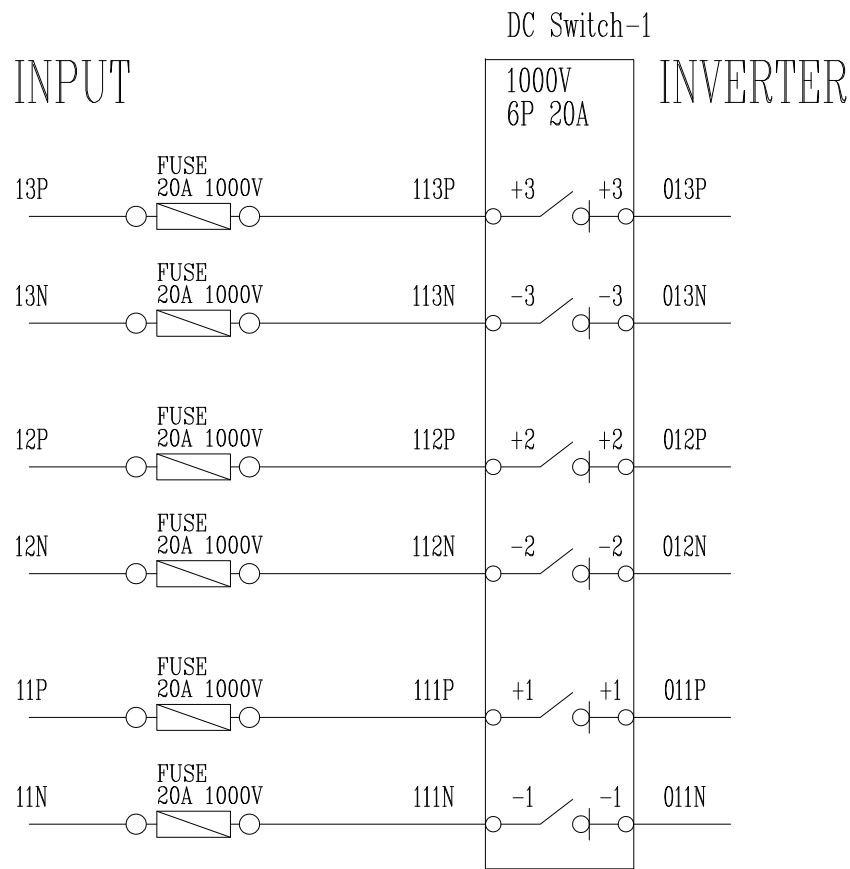 DC Switch-1
INPUT
1000V
6P 20A
INVERTER
FUSE
20A 1000V
13P
113P
+3
+3
013P
FUSE
20A 1000V
13N
113N
-3
-3
013N
FUSE
20A 1000V
12P
112P
+2
+2
012P
FUSE
20A 1000V
12N
112N
-2
-2
012N
FUSE
20A 1000V
11P
111P
+1
+1
011P
FUSE
20A 1000V
11N
111N
-1
-1
011N